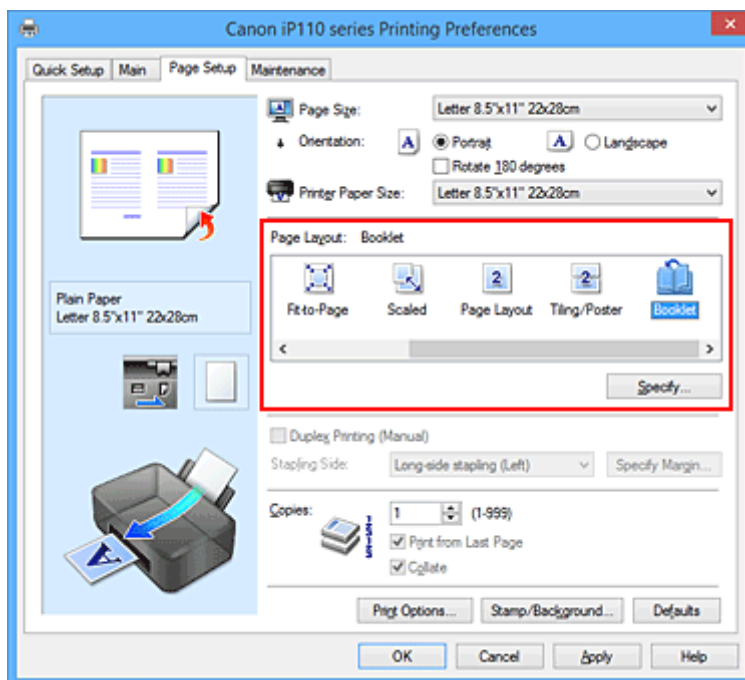 Canon iP110 series Printing Preferences
Quick Setup Main Page Setup Maintenance
Page Size: Letter 8.5"x11" 22x28cm
Orientation: A Portrait A Landscape
Rotate 180 degrees
Printer Paper Size: Letter 8.5"x11" 22x28cm
Page Layout: Booklet
2 2
Fit-to-Page Scaled Page Layout Tiling/Poster Booklet
Specify...
Plain Paper
Letter 8.5"x11" 22x28cm
Duplex Printing (Manual)
Stapling Side: Long-side stapling (Left) Specify Margin...
Copies: 1 (1-999)
Print from Last Page
Collate
A
Print Options... Stamp/Background... Defaults
OK Cancel Apply Help